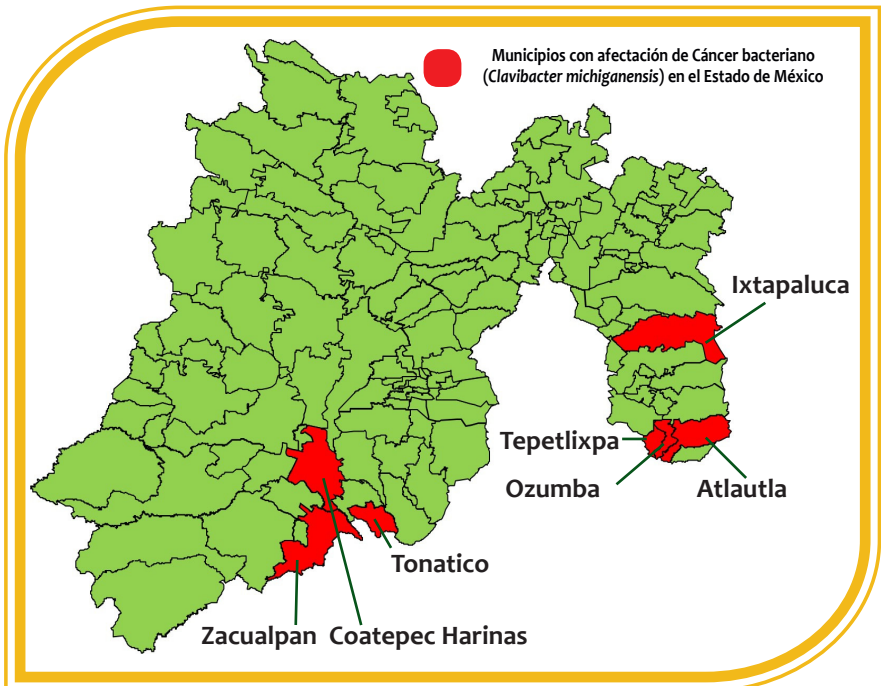 Municipios con afectación de Cáncer bacteriano
(Clavibacter michiganensis) en el Estado de México
Ixtapaluca
Tepetlixpa
Ozumba
Atlautla
Tonatico
Zacualpan
Coatepec Harinas